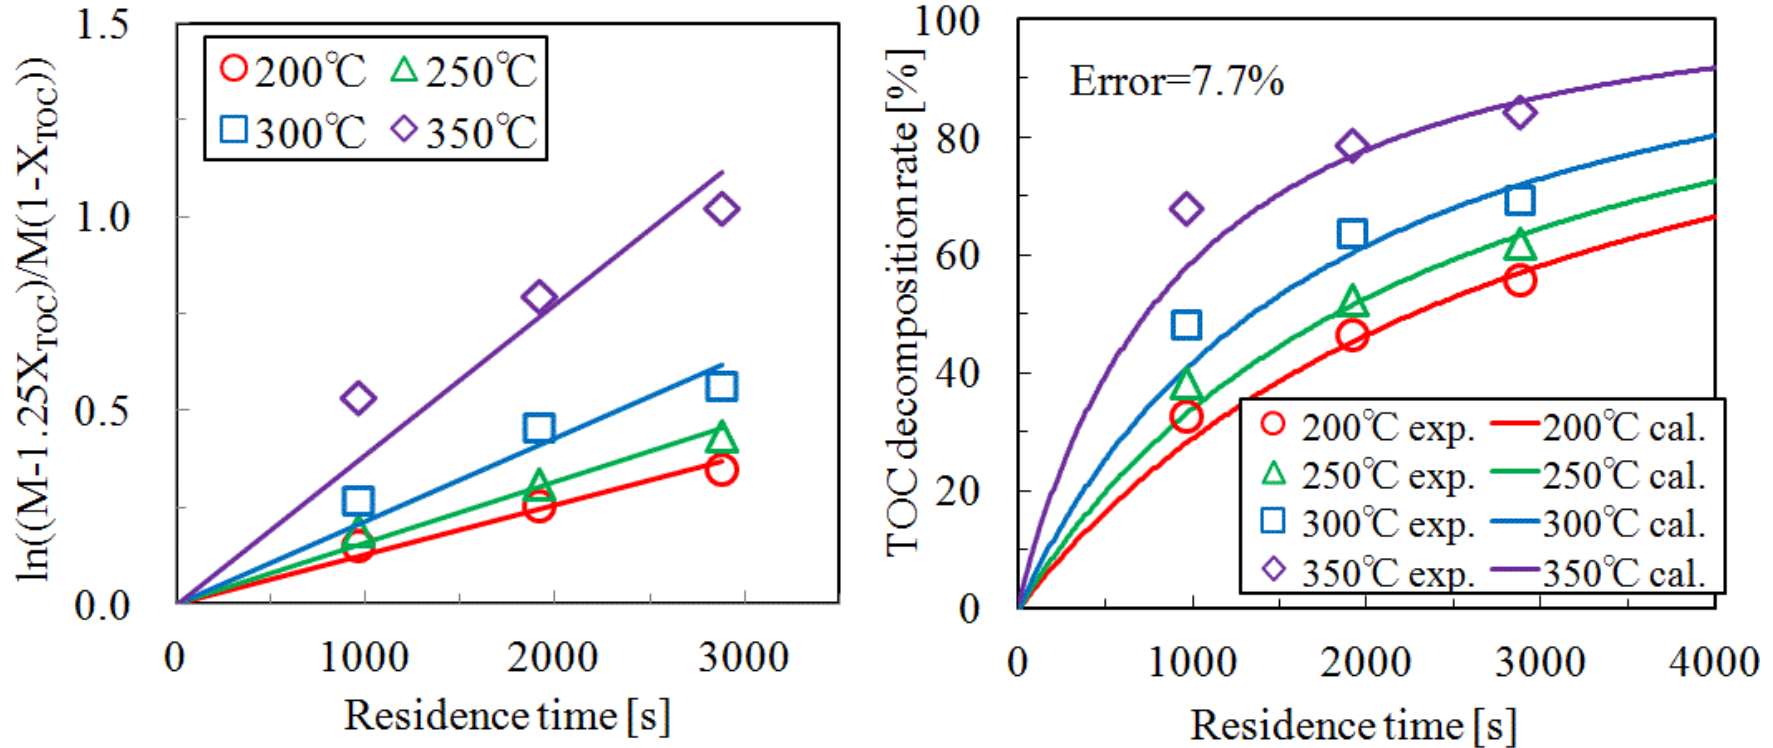 ln((M-1.25XTOC)/M(1-XTOC))
1.5
1.0
0.5
0.0
200℃ 250℃
300℃ 350℃
0 1000 2000 3000
Residence time [s]
TOC decomposition rate [%]
100
80
60
40
20
0
Error=7.7%
200℃ exp. 200℃ cal.
250℃ exp. 250℃ cal.
300℃ exp. 300℃ cal.
350℃ exp. 350℃ cal.
0 1000 2000 3000 4000
Residence time [s]